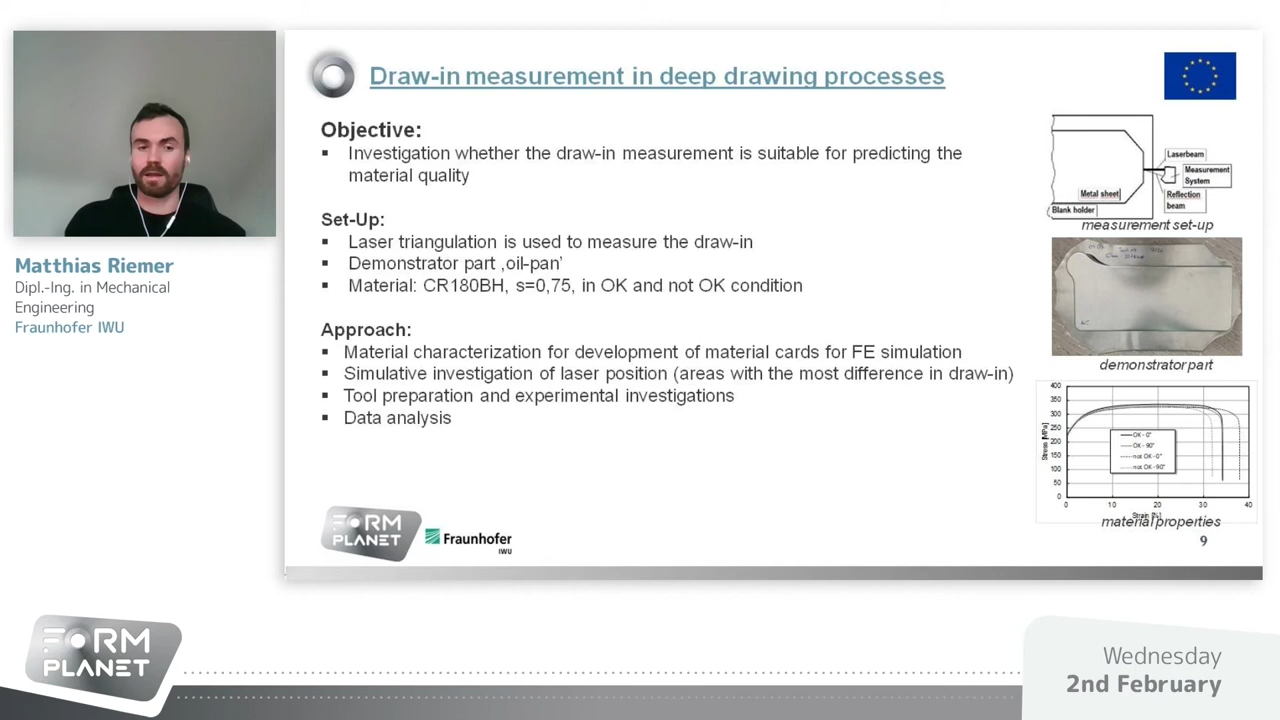 Draw-in measurement in deep drawing processes
Objective:
▪ Investigation whether the draw-in measurement is suitable for predicting the
material quality
Set-Up:
▪ Laser triangulation is used to measure the draw-in
▪ Demonstrator part ‚oil-pan’
▪ Material: CR180BH, s=0,75, in OK and not OK condition
Approach:
▪ Material characterization for development of material cards for FE simulation
▪ Simulative investigation of laser position (areas with the most difference in draw-in)
▪ Tool preparation and experimental investigations
▪ Data analysis
Laserbeam
Measurement
System
Reflection
beam
Metal sheet
Blank holder
measurement set-up
demonstrator part
Stress [MPa]
400
350
300
250
200
150
100
50
0
OK - 0°
OK - 90°
not OK - 0°
not OK - 90°
0 10 20 30 40
Strain [%]
material properties
9
FORM
PLANET
Fraunhofer
IWU
Matthias Riemer
Dipl.-Ing. in Mechanical
Engineering
Fraunhofer IWU
FORM
PLANET
Wednesday
2nd February